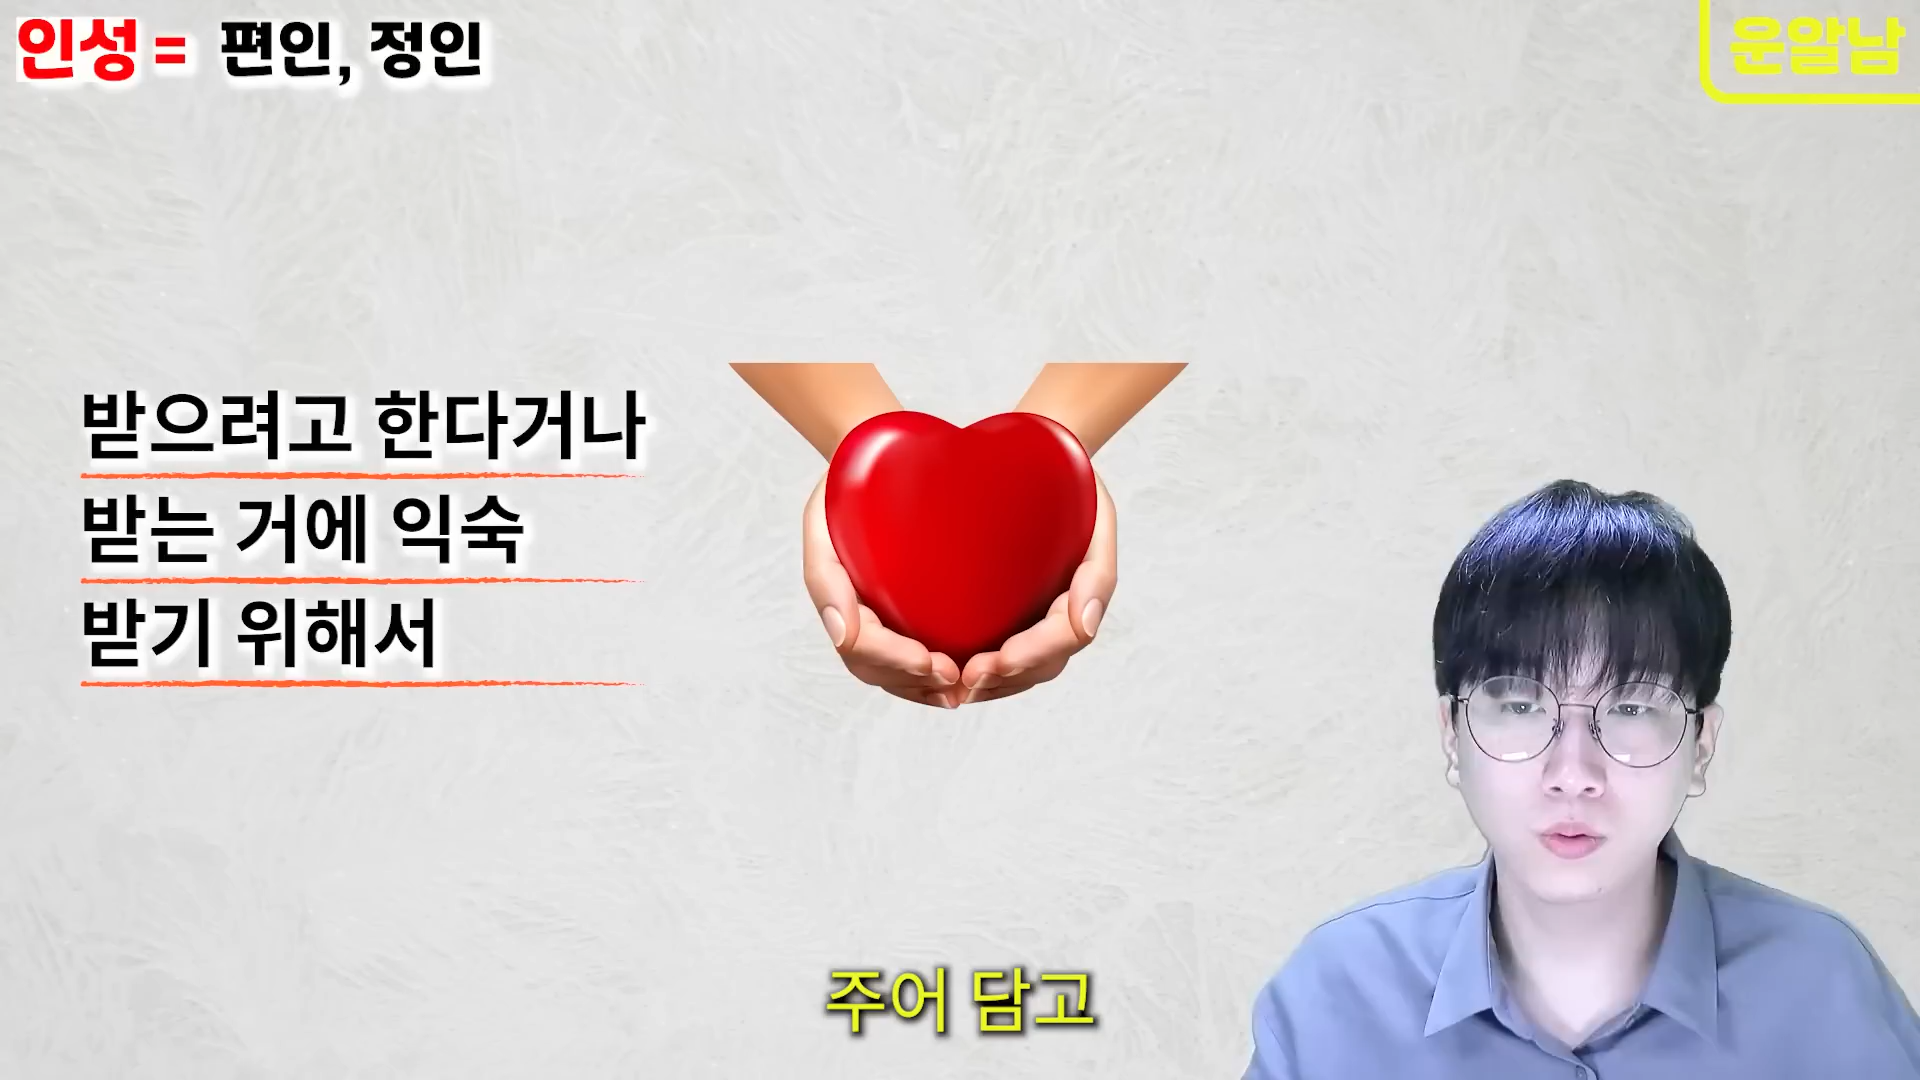 인성 = 편인, 정인
운알남
받으려고 한다거나
받는 거에 익숙
받기 위해서
주어 담고